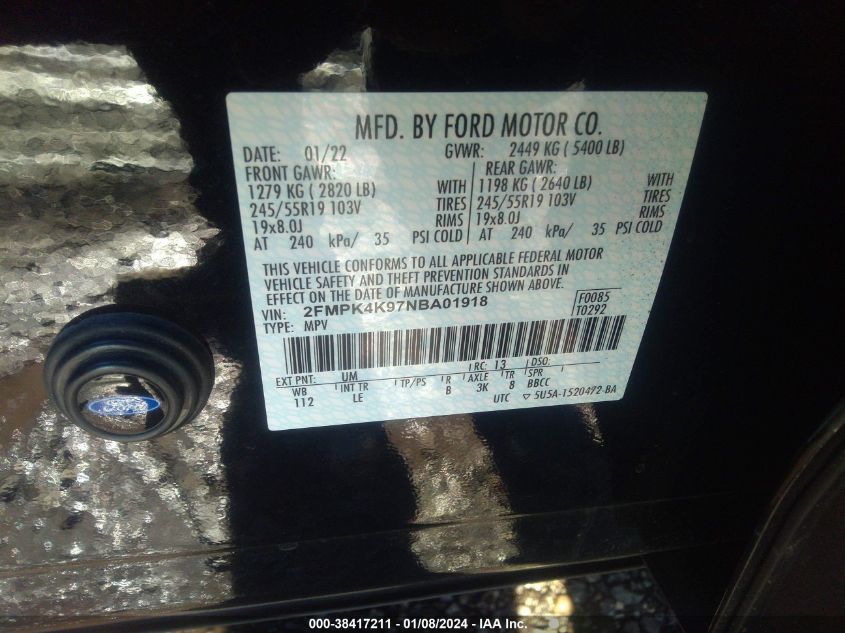 MFD. BY FORD MOTOR CO.
DATE: 01/22 GVWR: 2449 KG ( 5400 LB)
FRONT GAWR: REAR GAWR:
1279 KG ( 2820 LB) WITH 1198 KG ( 2640 LB) WITH
245/55R19 103V TIRES 245/55R19 103V TIRES
19x8.0J RIMS 19x8.0J RIMS
AT 240 kPa/ 35 PSI COLD AT 240 kPa/ 35 PSI COLD
THIS VEHICLE CONFORMS TO ALL APPLICABLE FEDERAL MOTOR
VEHICLE SAFETY AND THEFT PREVENTION STANDARDS IN
EFFECT ON THE DATE OF MANUFACTURE SHOWN ABOVE.
VIN: 2FMPK4K97NBA01918 F0085
TYPE: MPV T0292
EXT PNT: UM RC: 13 DSO:
WB INT TR TP/PS R AXLE TR SPR
112 LE B 3K 8 BBCC
UTC ▽ 5U5A-1520472-BA
Ford
000-38417211 - 01/08/2024 - IAA Inc.